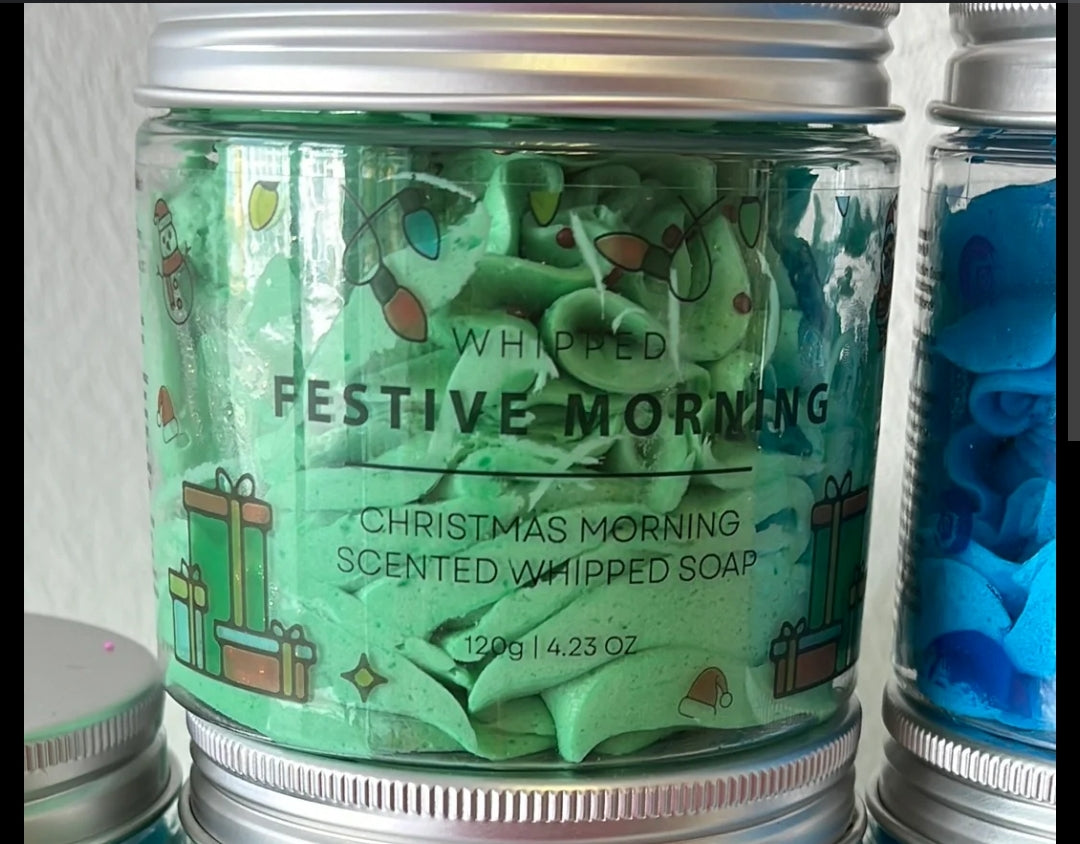 WHIPPED
FESTIVE MORNING
CHRISTMAS MORNING
SCENTED WHIPPED SOAP
120g | 4.23 OZ